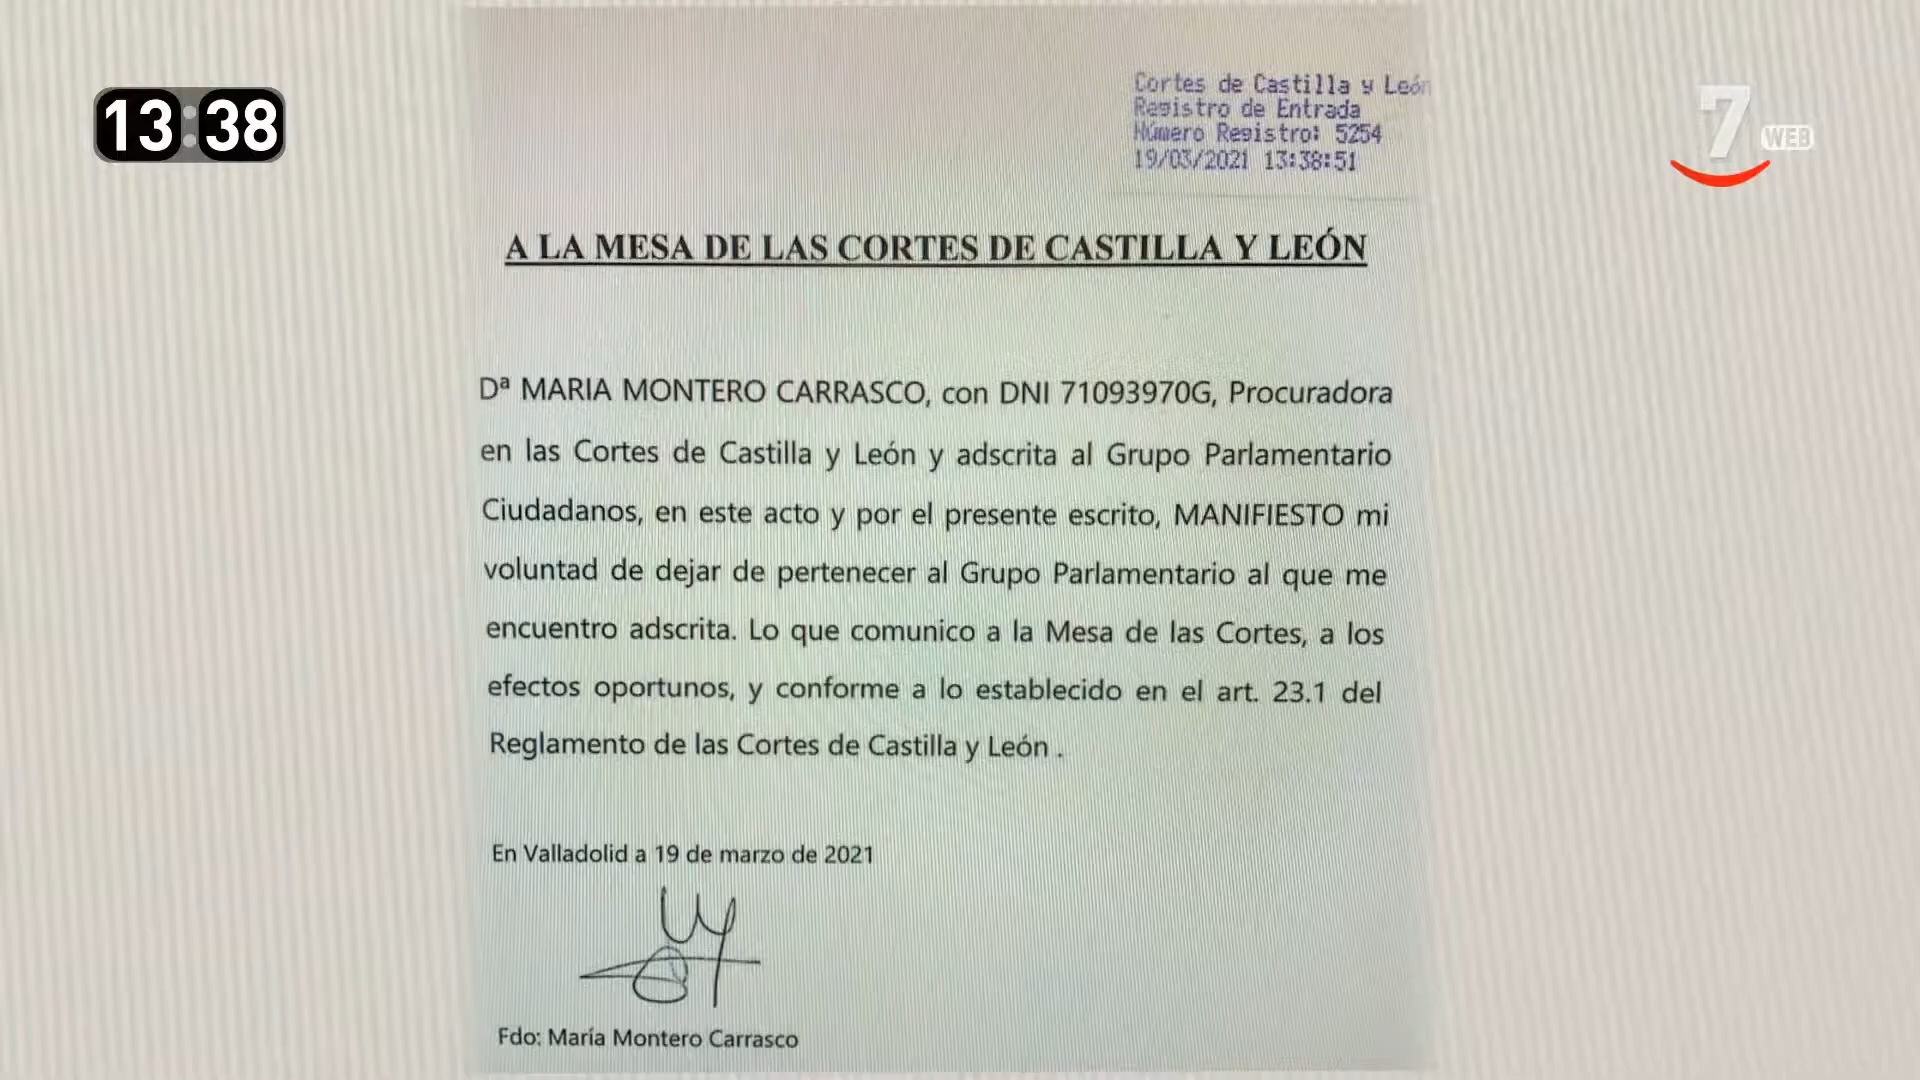 13:38
7 WEB
Cortes de Castilla y León
Registro de Entrada
Número Registro: 5254
19/03/2021 13:38:51
A LA MESA DE LAS CORTES DE CASTILLA Y LEÓN
Dª MARIA MONTERO CARRASCO, con DNI 71093970G, Procuradora
en las Cortes de Castilla y León y adscrita al Grupo Parlamentario
Ciudadanos, en este acto y por el presente escrito, MANIFIESTO mi
voluntad de dejar de pertenecer al Grupo Parlamentario al que me
encuentro adscrita. Lo que comunico a la Mesa de las Cortes, a los
efectos oportunos, y conforme a lo establecido en el art. 23.1 del
Reglamento de las Cortes de Castilla y León .
En Valladolid a 19 de marzo de 2021
Fdo: María Montero Carrasco